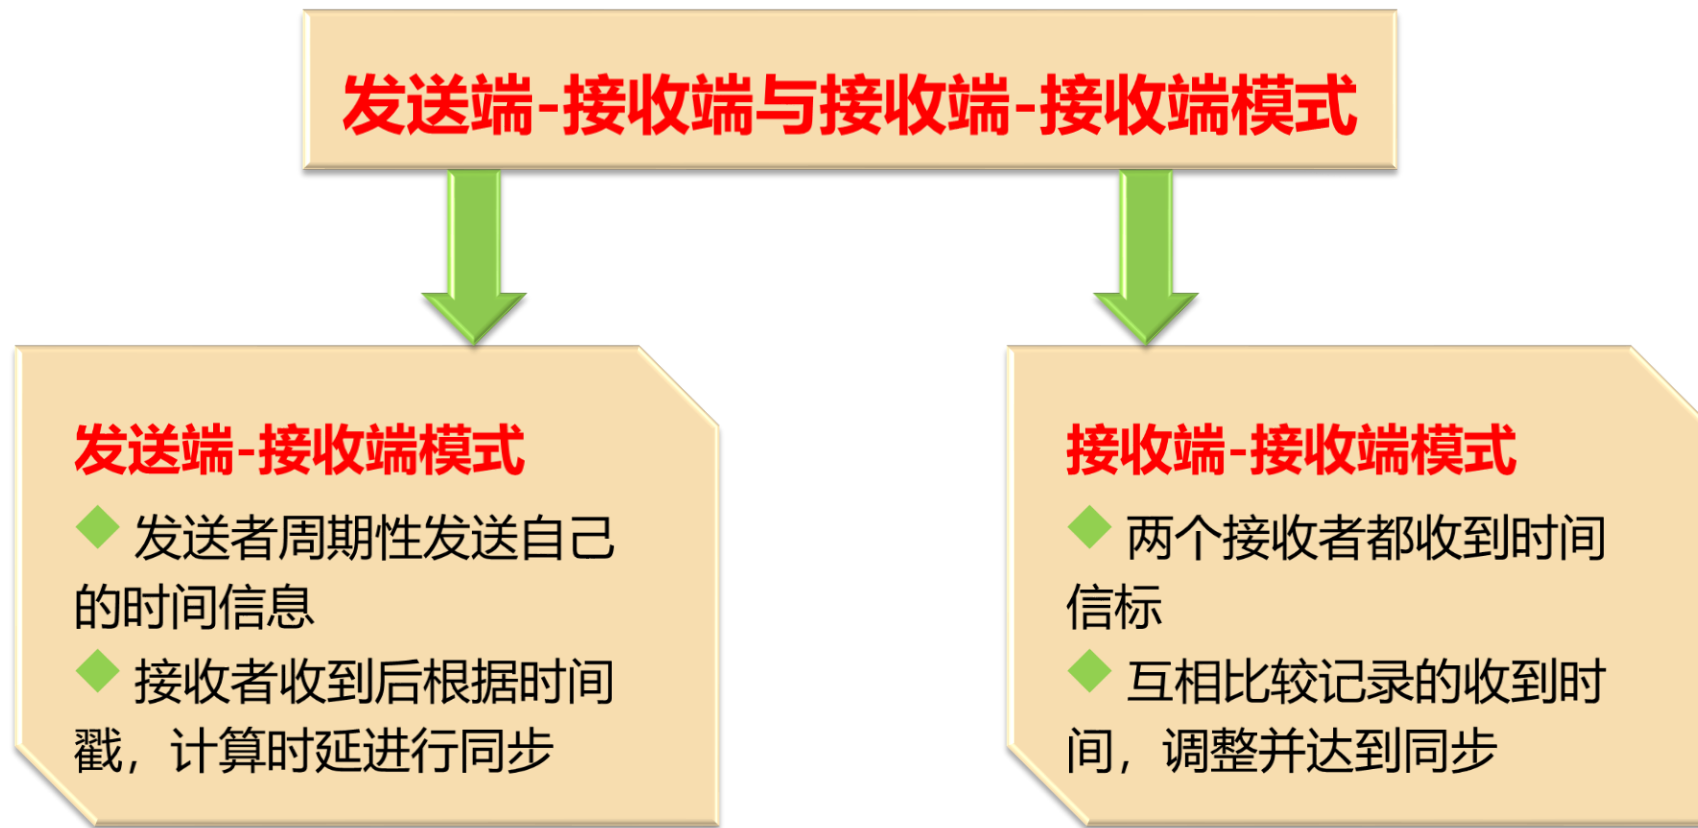 发送端-接收端与接收端-接收端模式
发送端-接收端模式
发送者周期性发送自己
的时间信息
接收者收到后根据时间
戳，计算时延进行同步
接收端-接收端模式
两个接收者都收到时间
信标
互相比较记录的收到时
间，调整并达到同步